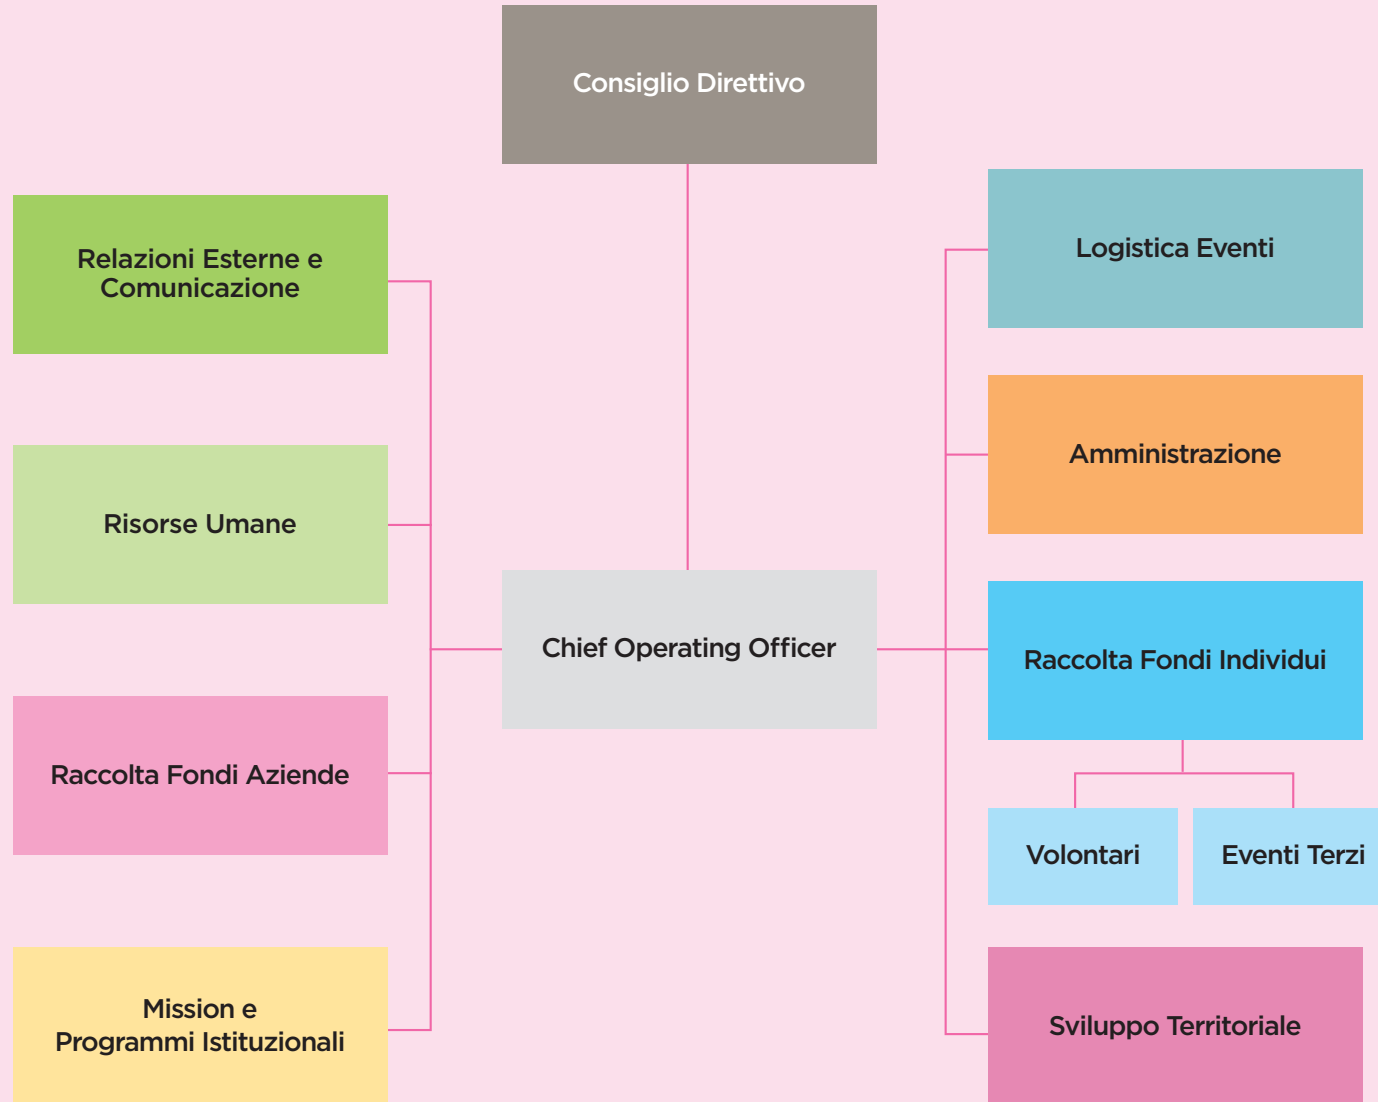 Consiglio Direttivo
Relazioni Esterne e
Comunicazione
Risorse Umane
Raccolta Fondi Aziende
Mission e
Programmi Istituzionali
Chief Operating Officer
Logistica Eventi
Amministrazione
Raccolta Fondi Individui
Volontari
Eventi Terzi
Sviluppo Territoriale